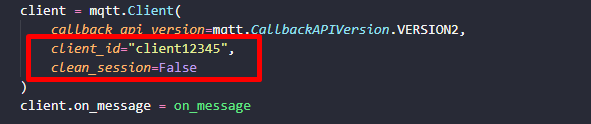 client = mqtt.Client(
callback_api_version=mqtt.CallbackAPIVersion.VERSION2,
client_id="client12345",
clean_session=False
)
client.on_message = on_message